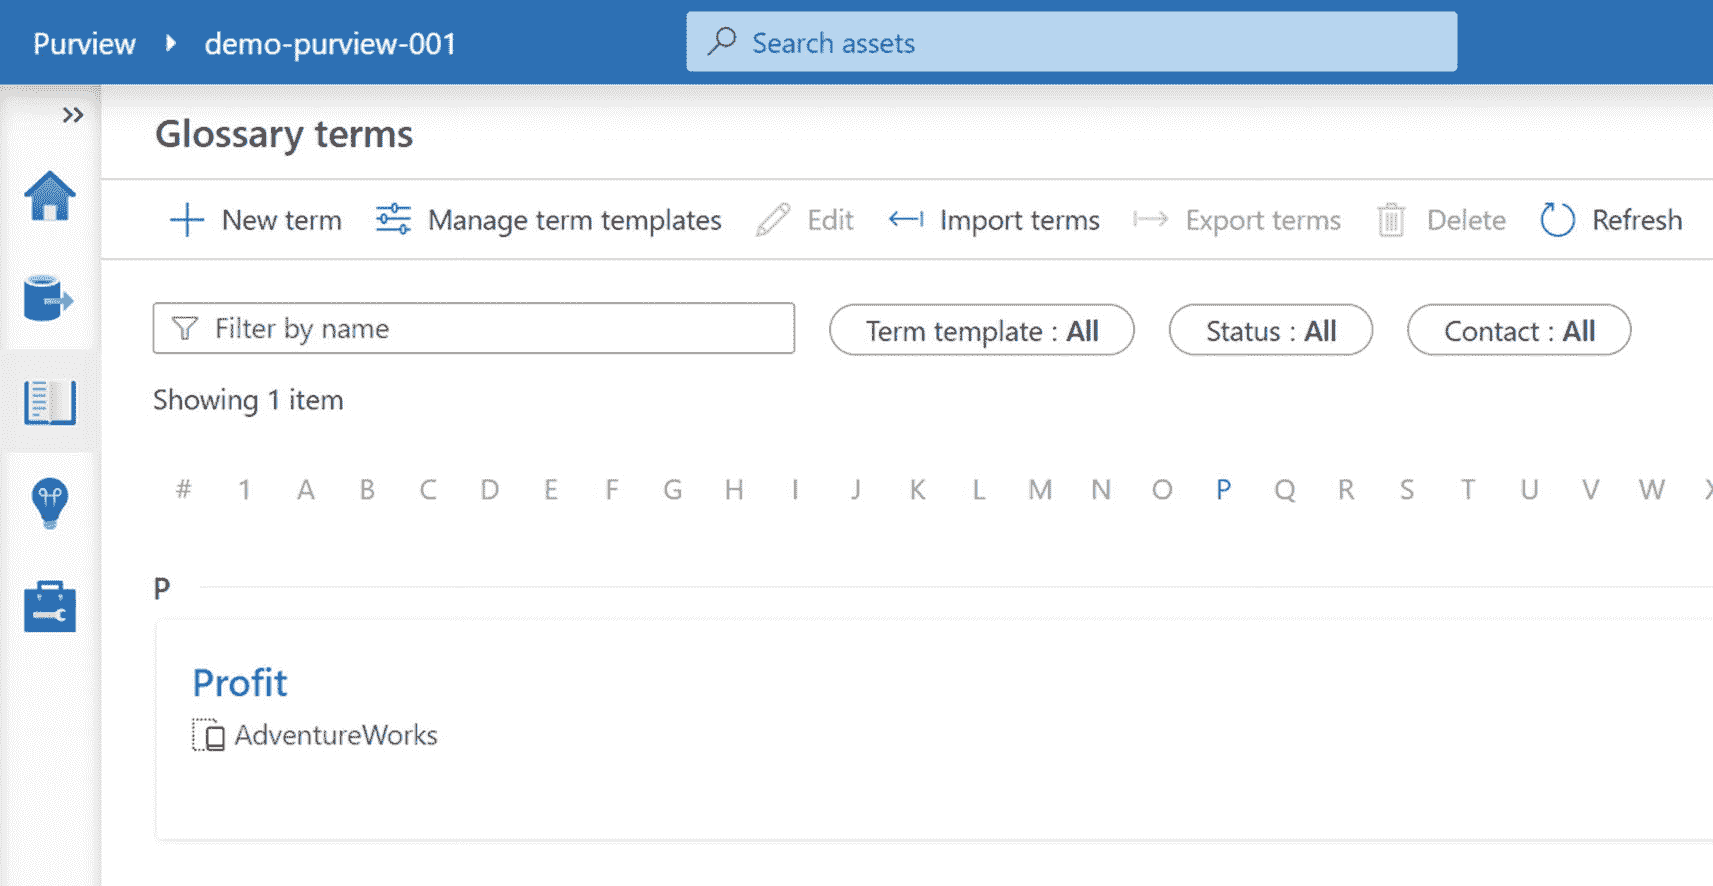 Purview demo-purview-001 Search assets
Glossary terms
New term Manage term templates Edit Import terms Export terms Delete Refresh
Filter by name Term template : All Status : All Contact : All
Showing 1 item
# 1 A B C D E F G H I J K L M N O P Q R S T U V W
P
Profit
AdventureWorks